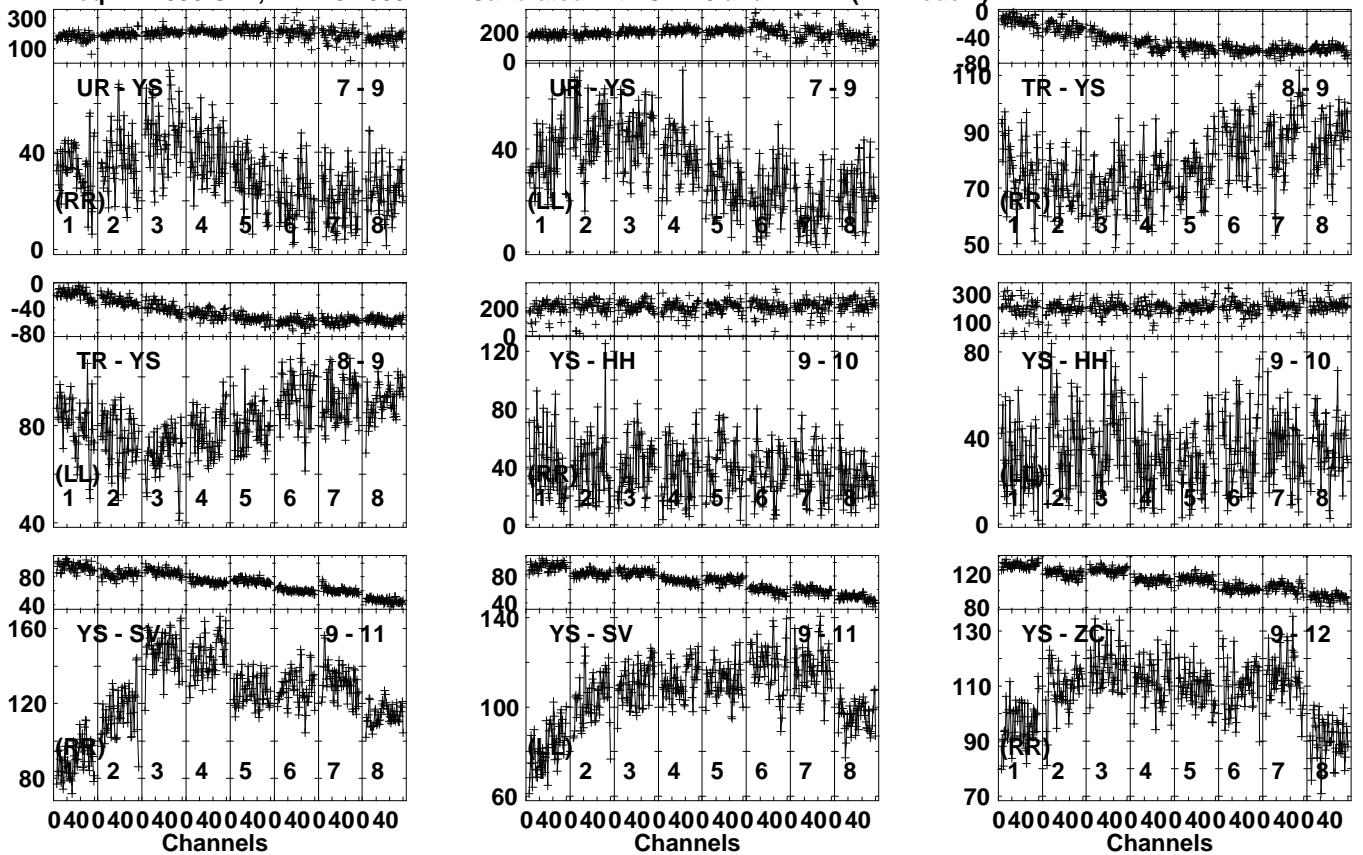 300 200 0
100 0 -40
-80
UR - YS 7 - 9 UR - YS 7 - 9 110 TR - YS 8 - 9
90
40 40 70
(RR) (LL) (RR)
1 2 3 4 5 6 7 8 1 2 3 4 5 6 7 8 1 2 3 4 5 6 7 8
0 0 50
0 200 300
-40 100
-80 0
TR - YS 8 - 9 120 YS - HH 9 - 10 80 YS - HH 9 - 10
80 80 40
(LL) 40 (RR) (LL)
1 2 3 4 5 6 7 8 1 2 3 4 5 6 7 8 1 2 3 4 5 6 7 8
40 0 0
80 80 120
40 40 80
160 YS - SV 9 - 11 140 YS - SV 9 - 11 130 YS - ZC 9 - 12
120 100 110
(RR) (LL) 90 (RR)
80 1 2 3 4 5 6 7 8 1 2 3 4 5 6 7 8 1 2 3 4 5 6 7 8
60 70
0 40 0 40 0 40 0 40 0 40 0 40 0 40 0 40 0 40 0 40 0 40 0 40 0 40 0 40 0 40 0 40 0 40 0 40 0 40 0 40 0 40 0 40 0 40 0 40
Channels Channels Channels